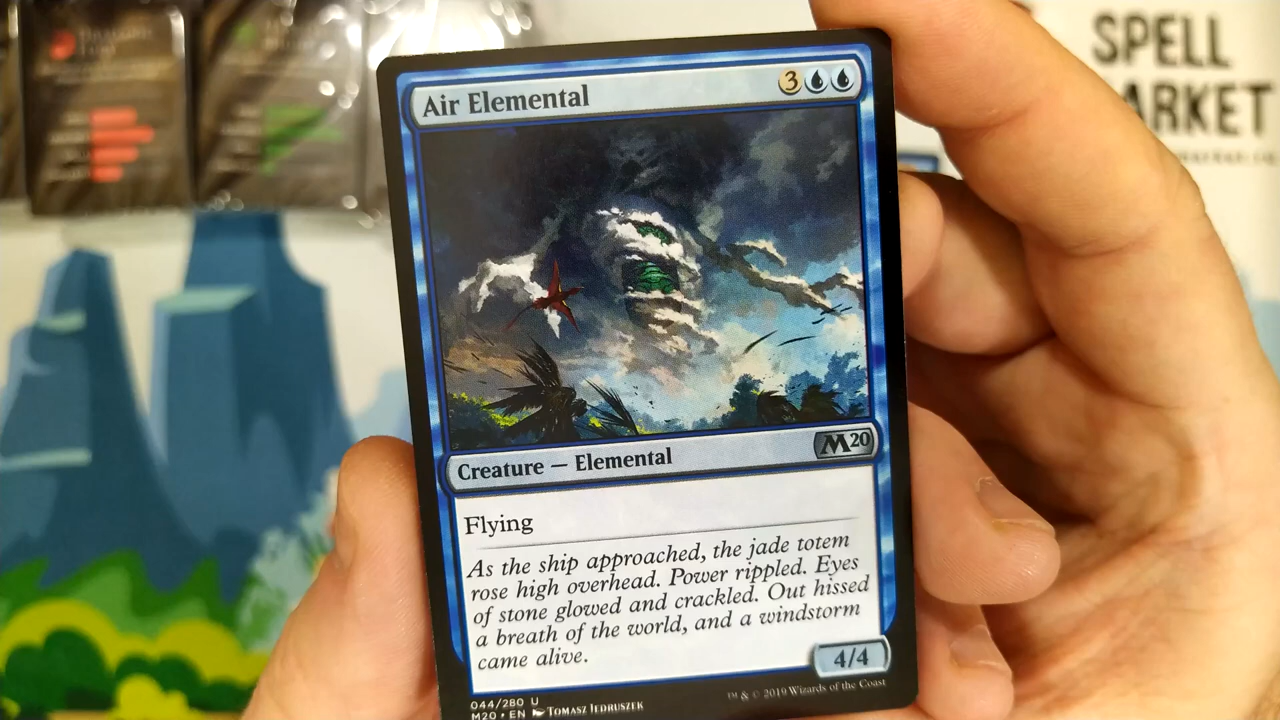 SPELL
Air Elemental
3
Creature — Elemental
M20
Flying
As the ship approached, the jade totem
rose high overhead. Power rippled. Eyes
of stone glowed and crackled. Out hissed
a breath of the world, and a windstorm
came alive.
4/4
044/280 U
M20 • EN TOMASZ JEDRUSZEK
™ & © 2019 Wizards of the Coast